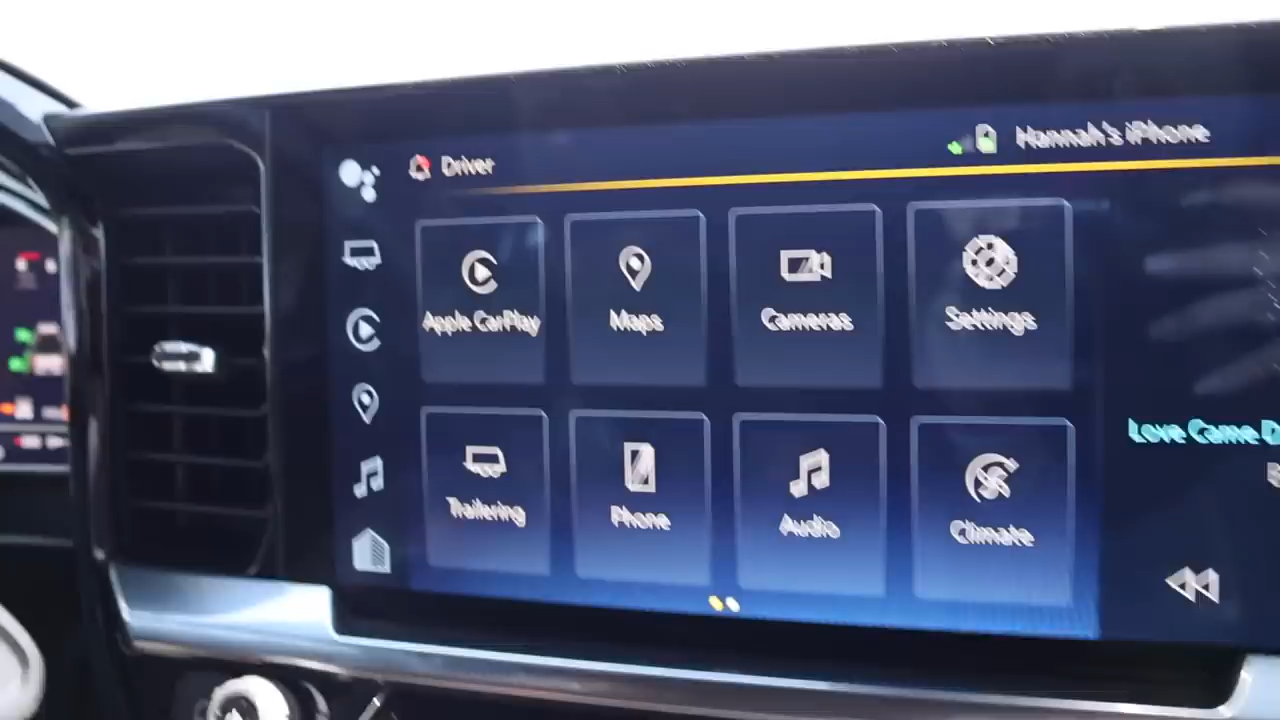 Driver
Hannah's iPhone
Apple CarPlay
Maps
Cameras
Settings
Love Came
Trailering
Phone
Audio
Climate